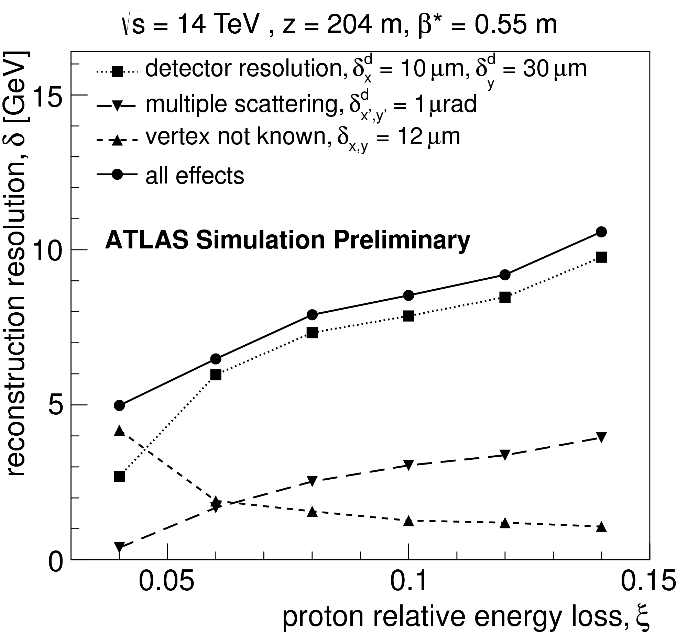 √s = 14 TeV , z = 204 m, β* = 0.55 m
reconstruction resolution, δ [GeV]
15
10
5
0
detector resolution, δ^d_x = 10 μm, δ^d_y = 30 μm
multiple scattering, δ^d_x',y' = 1 μrad
vertex not known, δ_x,y = 12 μm
all effects
ATLAS Simulation Preliminary
0.05 0.1 0.15
proton relative energy loss, ξ